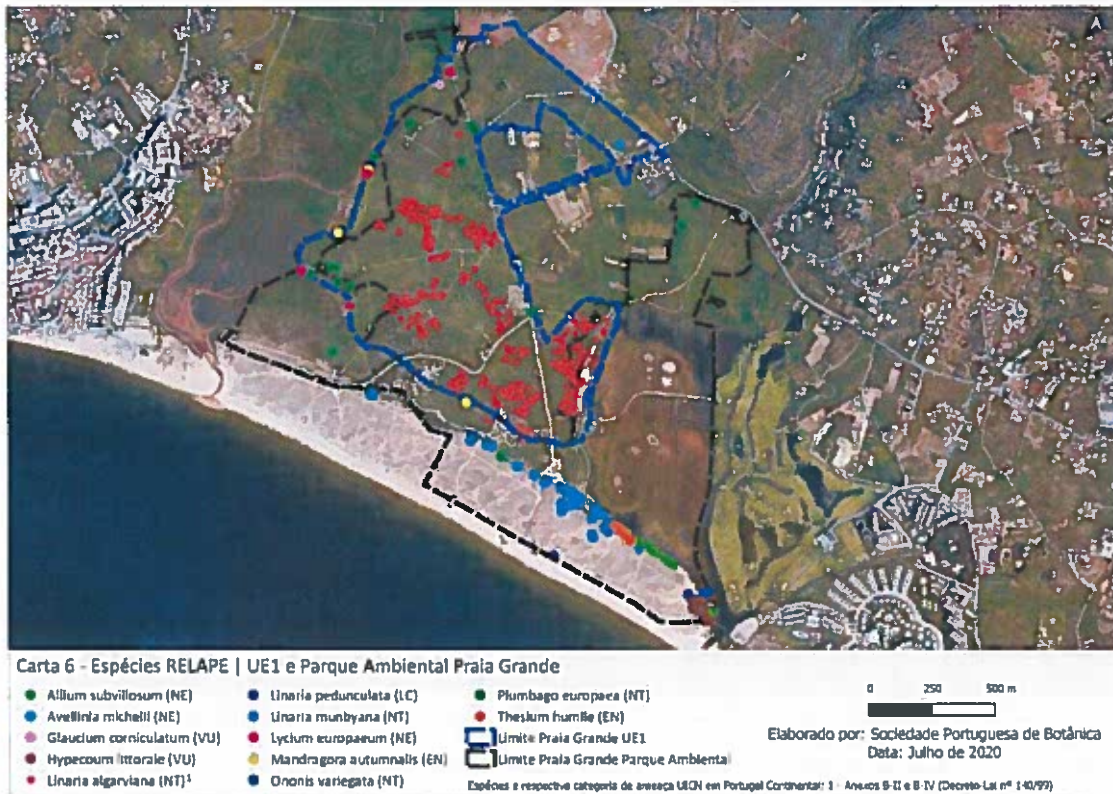 Carta 6 - Espécies RELAPE | UE1 e Parque Ambiental Praia Grande
Allium subvillosum (NE)
Avellinia michelii (NE)
Glaucium corniculatum (VU)
Hypecoum littorale (VU)
Linaria algarviana (NT)¹
Linaria pedunculata (LC)
Linaria munbyana (NT)
Lycium europaeum (NE)
Mandragora autumnalis (EN)
Ononis variegata (NT)
Plumbago europaea (NT)
Thesium humile (EN)
Limite Praia Grande UE1
Limite Praia Grande Parque Ambiental
0 250 500 m
Elaborado por: Sociedade Portuguesa de Botânica
Data: Julho de 2020
Espécies e respectiva categoria de ameaça UICN em Portugal Continental; 1 - Anexos B-II e B-IV (Decreto-Lei nº 140/99)